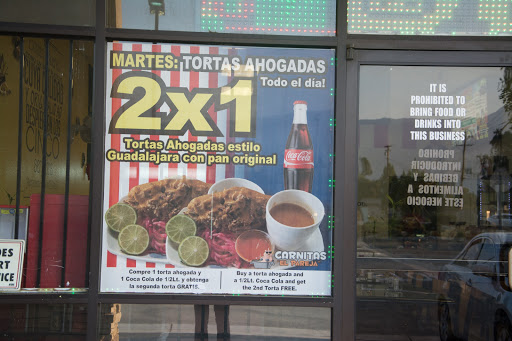 MARTES: TORTAS AHOGADAS
2x1
Todo el día!
Tortas Ahogadas estilo
Guadalajara con pan original
Coca-Cola
CARNITAS
Compre 1 torta ahogada y
1 Coca Cola de 1/2Lt. y obtenga
la segunda torta GRATIS.
Buy a torta ahogada and
a 1/2Lt. Coca Cola and get
the 2nd Torta FREE.
IT IS
PROHIBITED TO
BRING FOOD OR
DRINKS INTO
THIS BUSINESS
PROHIBO
INTRODUCIR
BEBIDAS O
ALIMENTOS A
ESTE NEGOCIO